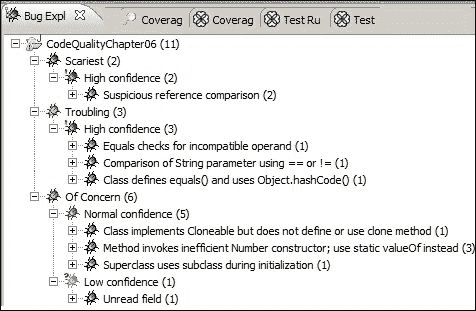 Bug Expl Coverag Coverag Test Ru Test
CodeQualityChapter06 (11)
Scariest (2)
High confidence (2)
Suspicious reference comparison (2)
Troubling (3)
High confidence (3)
Equals checks for incompatible operand (1)
Comparison of String parameter using == or != (1)
Class defines equals() and uses Object.hashCode() (1)
Of Concern (6)
Normal confidence (5)
Class implements Cloneable but does not define or use clone method (1)
Method invokes inefficient Number constructor; use static valueOf instead (3)
Superclass uses subclass during initialization (1)
Low confidence (1)
Unread field (1)